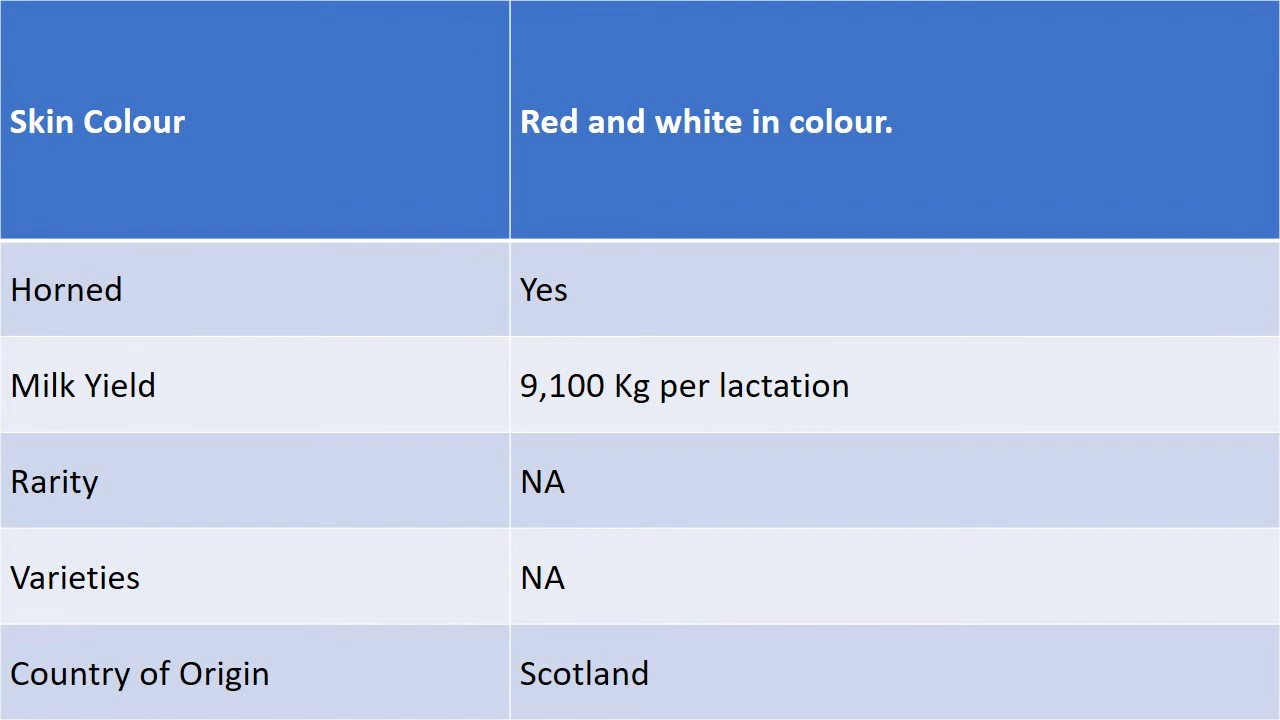 Skin Colour Red and white in colour.
Horned Yes
Milk Yield 9,100 Kg per lactation
Rarity NA
Varieties NA
Country of Origin Scotland